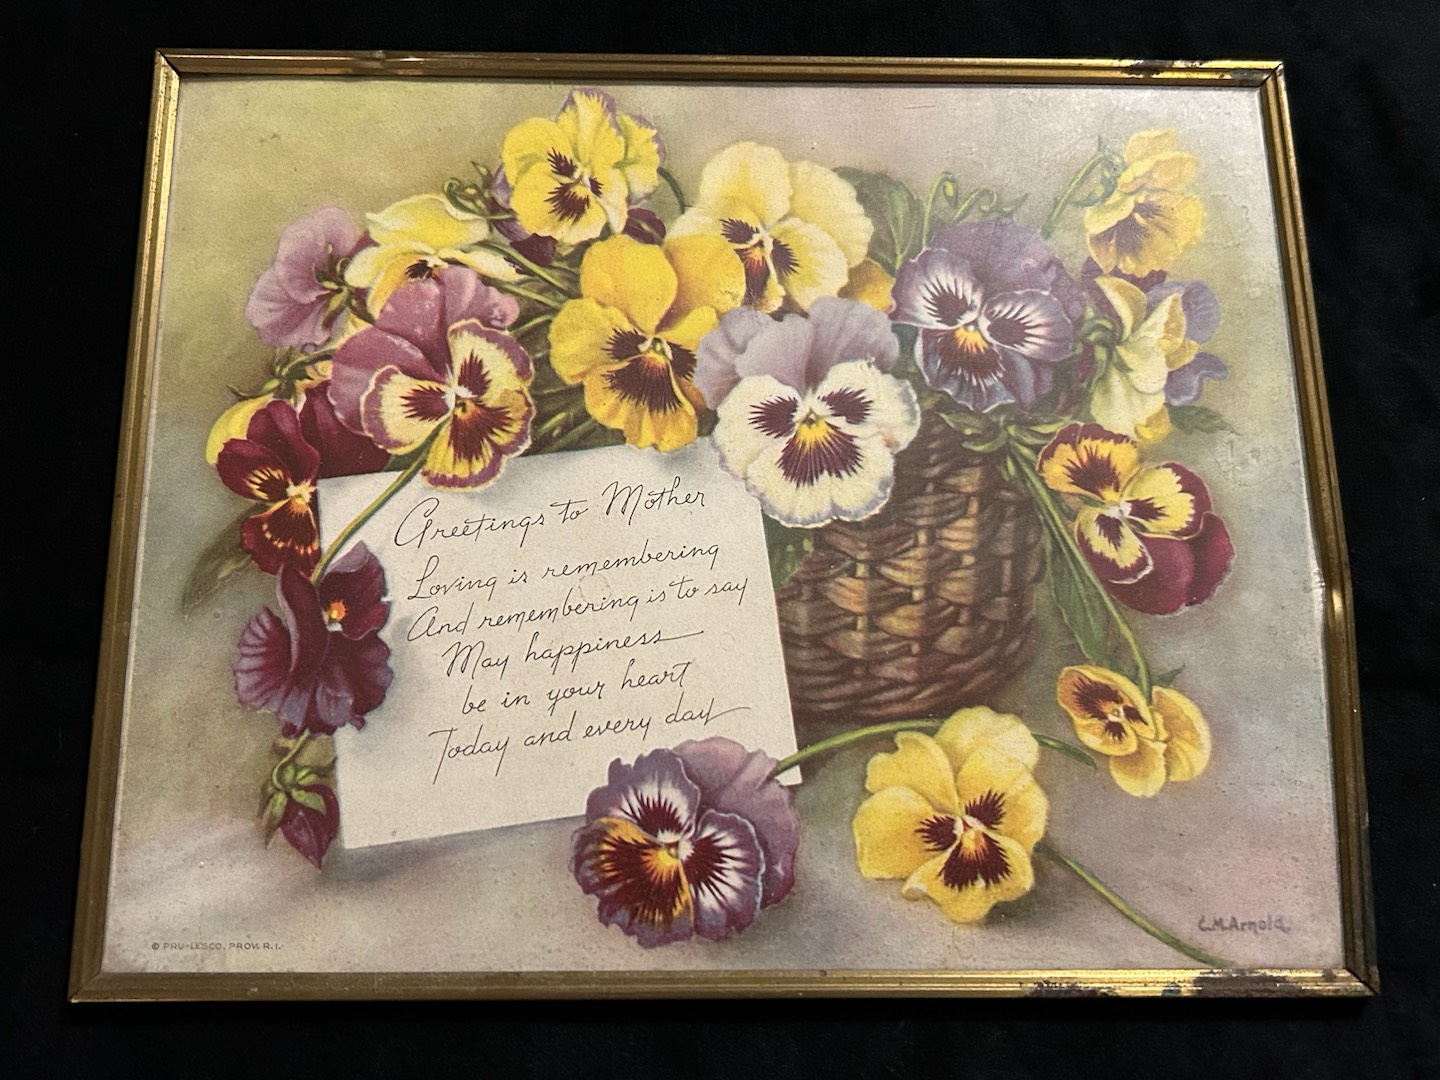 Greetings to Mother
Loving is remembering
And remembering is to say
May happiness
be in your heart
Today and every day
© PRU-LESCO, PROV. R.I.
C.M.Arnold